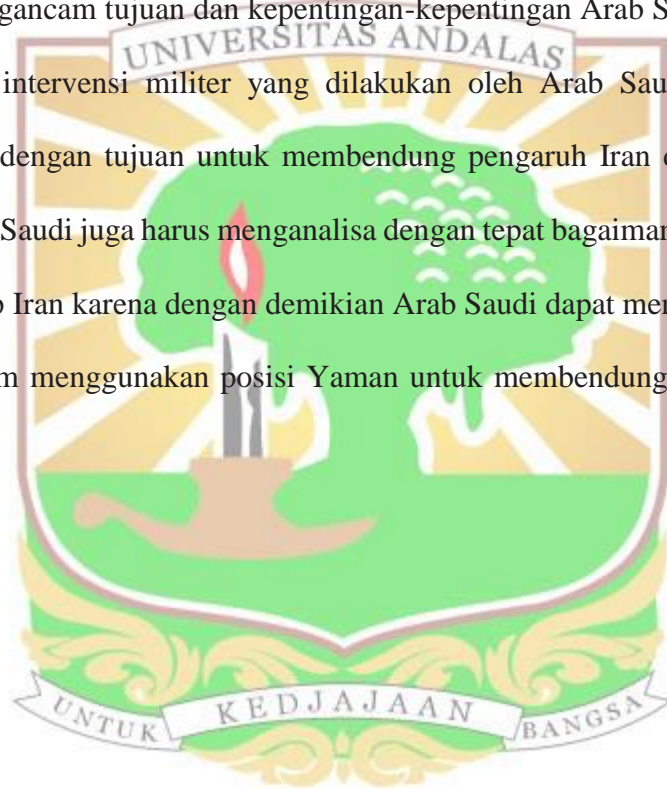 gancam tujuan dan kepentingan-kepentingan Arab S
UNIVERSITAS ANDALAS
intervensi militer yang dilakukan oleh Arab Sau
dengan tujuan untuk membendung pengaruh Iran
Saudi juga harus menganalisa dengan tepat bagaiman
Iran karena dengan demikian Arab Saudi dapat mer
m menggunakan posisi Yaman untuk membendung
UNTUK KEDJAJAAN BANGSA